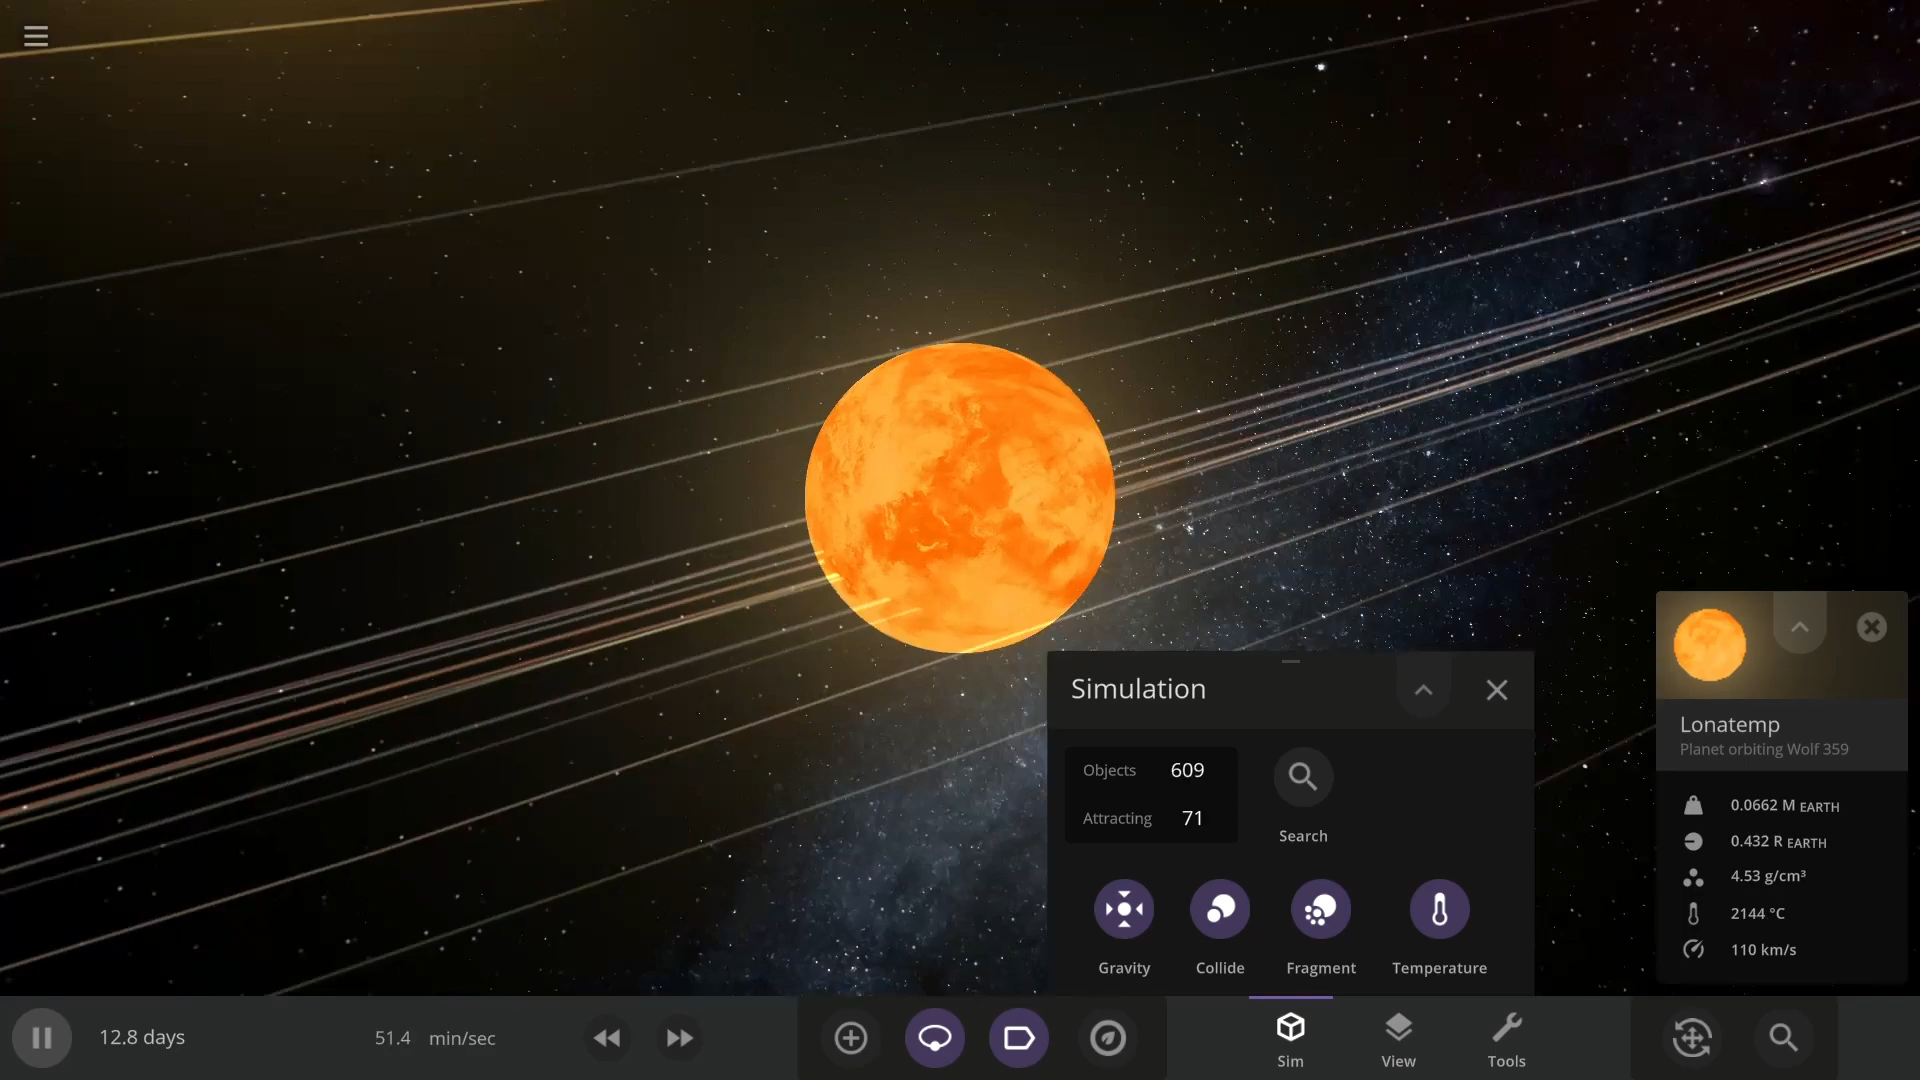 Simulation
Objects 609
Attracting 71
Search
Gravity Collide Fragment Temperature
Lonatemp
Planet orbiting Wolf 359
0.0662 M EARTH
0.432 R EARTH
4.53 g/cm³
2144 °C
110 km/s
12.8 days 51.4 min/sec
Sim View Tools